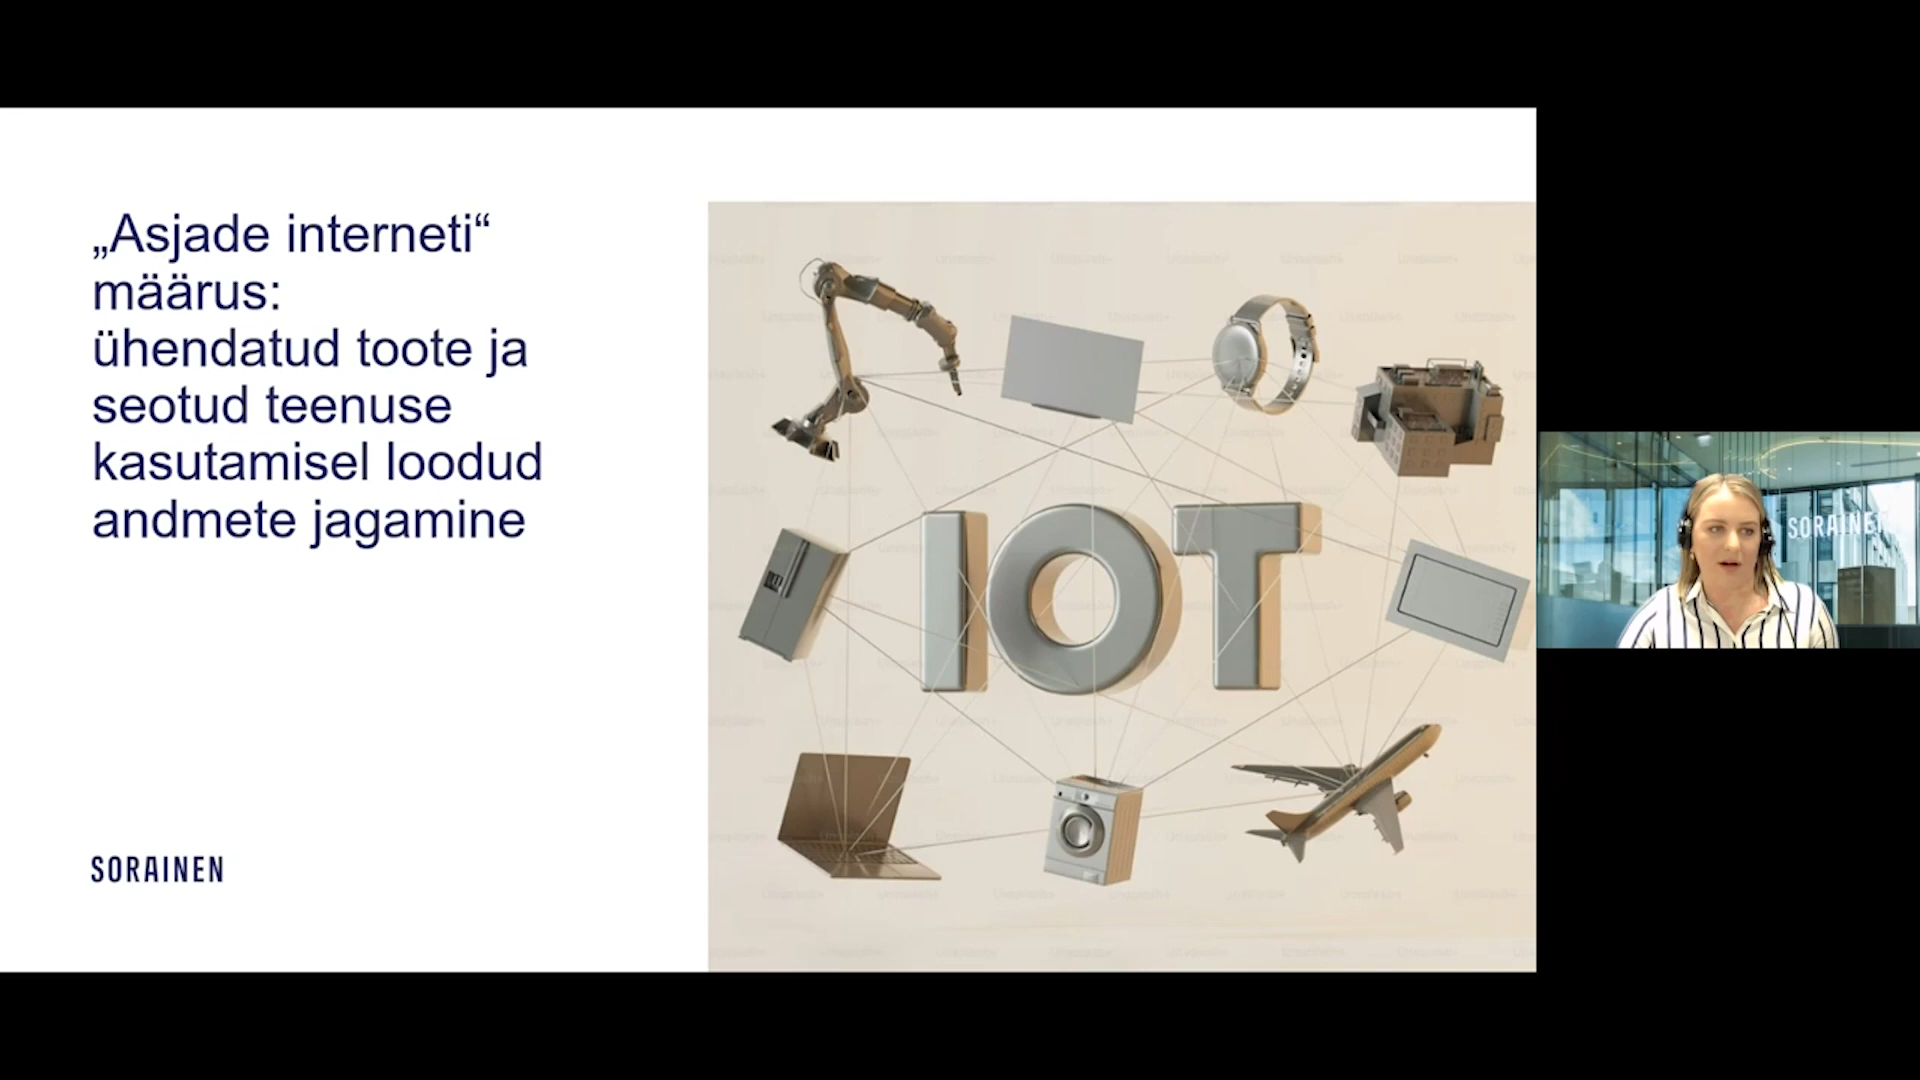 „Asjade interneti“
määrus:
ühendatud toote ja
seotud teenuse
kasutamisel loodud
andmete jagamine
SORAINEN
IOT
SORAINEN